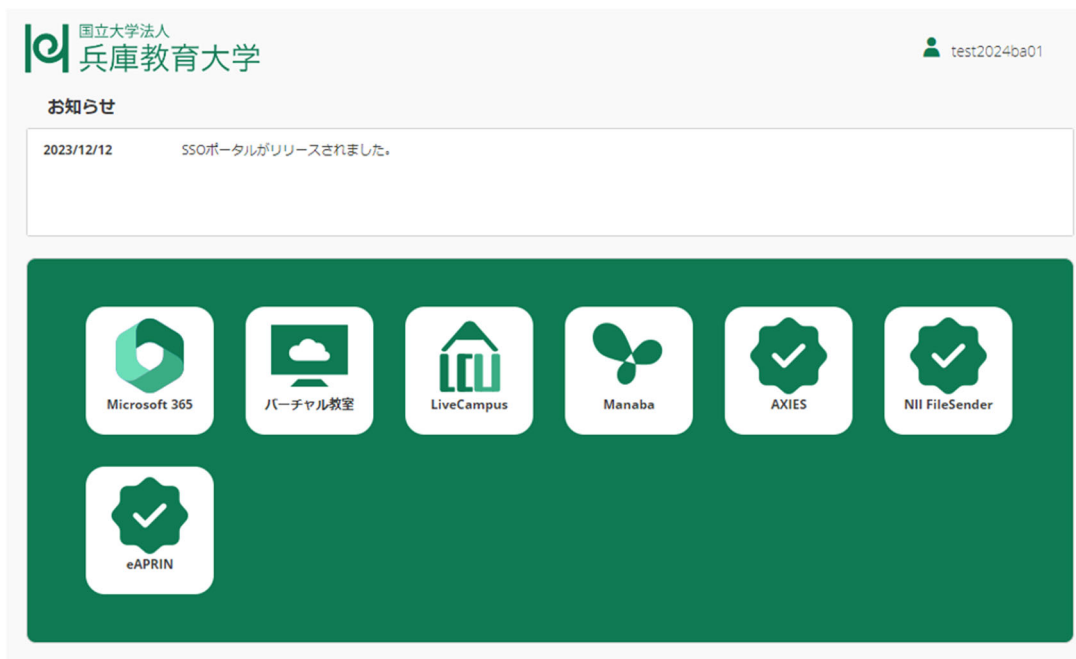 国立大学法人
兵庫教育大学
test2024ba01
お知らせ
2023/12/12 SSOポータルがリリースされました。
Microsoft 365
バーチャル教室
LCU
LiveCampus
Manaba
AXIES
NII FileSender
eAPRIN